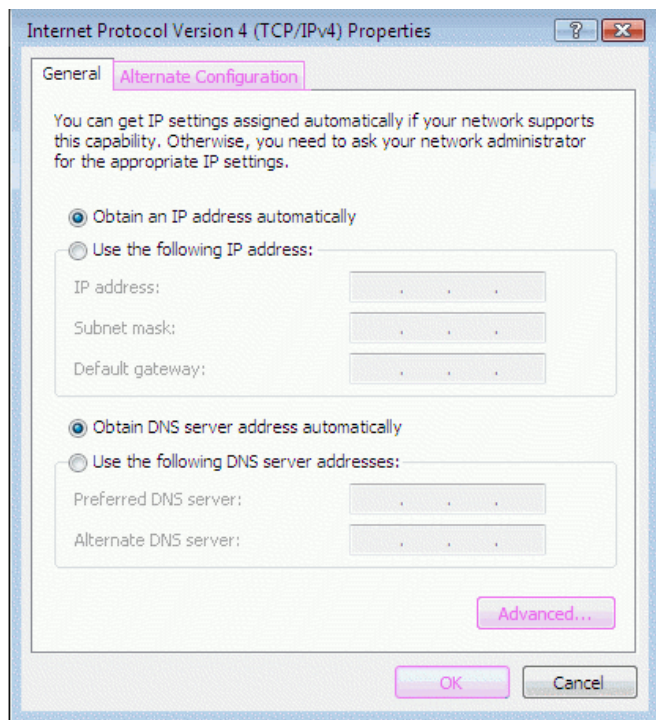 Internet Protocol Version 4 (TCP/IPv4) Properties
General
Alternate Configuration
You can get IP settings assigned automatically if your network supports
this capability. Otherwise, you need to ask your network administrator
for the appropriate IP settings.
Obtain an IP address automatically
Use the following IP address:
IP address:
Subnet mask:
Default gateway:
Obtain DNS server address automatically
Use the following DNS server addresses:
Preferred DNS server:
Alternate DNS server:
Advanced...
OK
Cancel